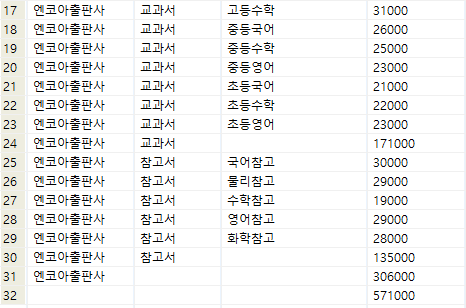 17 엔코아출판사 교과서 고등수학 31000
18 엔코아출판사 교과서 중등국어 26000
19 엔코아출판사 교과서 중등수학 25000
20 엔코아출판사 교과서 중등영어 23000
21 엔코아출판사 교과서 초등국어 21000
22 엔코아출판사 교과서 초등수학 22000
23 엔코아출판사 교과서 초등영어 23000
24 엔코아출판사 교과서 171000
25 엔코아출판사 참고서 국어참고 30000
26 엔코아출판사 참고서 물리참고 29000
27 엔코아출판사 참고서 수학참고 19000
28 엔코아출판사 참고서 영어참고 29000
29 엔코아출판사 참고서 화학참고 28000
30 엔코아출판사 참고서 135000
31 엔코아출판사 306000
32 571000